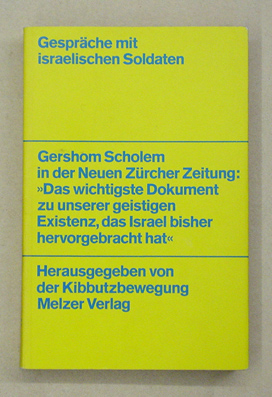 Gespräche mit
israelischen Soldaten
Gershom Scholem
in der Neuen Zürcher Zeitung:
»Das wichtigste Dokument
zu unserer geistigen
Existenz, das Israel bisher
hervorgebracht hat«
Herausgegeben von
der Kibbutzbewegung
Melzer Verlag